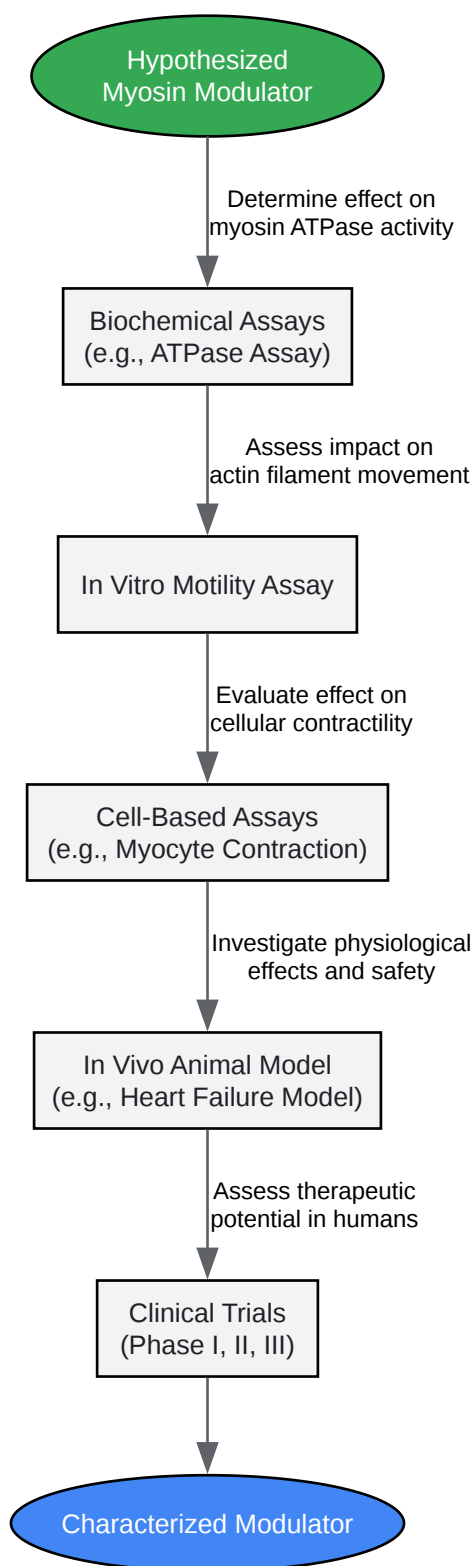 Hypothesized
Myosin Modulator
Determine effect on
myosin ATPase activity
Biochemical Assays
(e.g., ATPase Assay)
Assess impact on
actin filament movement
In Vitro Motility Assay
Evaluate effect on
cellular contractility
Cell-Based Assays
(e.g., Myocyte Contraction)
Investigate physiological
effects and safety
In Vivo Animal Model
(e.g., Heart Failure Model)
Assess therapeutic
potential in humans
Clinical Trials
(Phase I, II, III)
Characterized Modulator